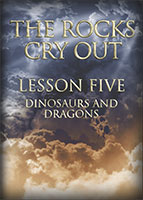 THE ROCKS
CRY OUT
LESSON FIVE
DINOSAURS AND
DRAGONS